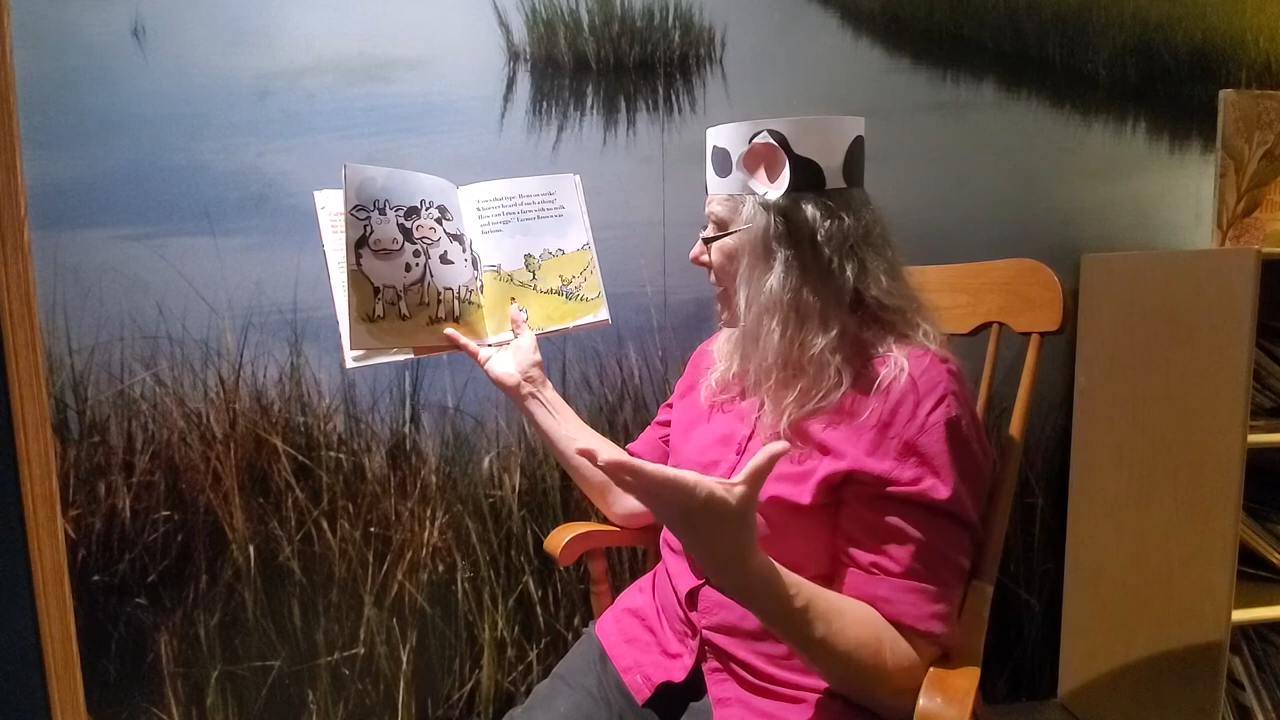 "Cows that type. Hens on strike!
Whoever heard of such a thing?
How can I run a farm with no milk
and no eggs!" Farmer Brown was
furious.